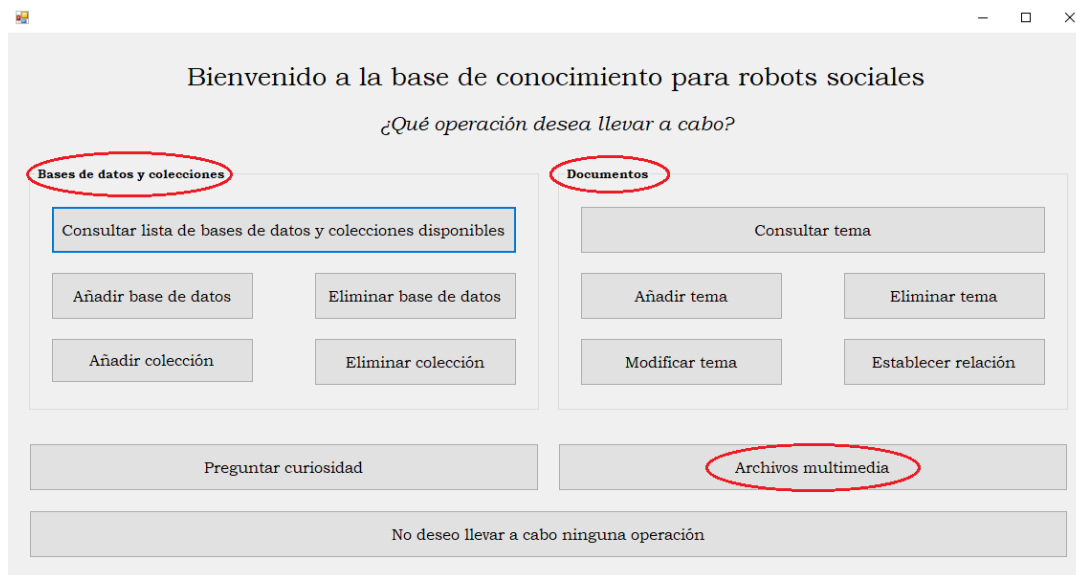 Bienvenido a la base de conocimiento para robots sociales
¿Qué operación desea llevar a cabo?
Bases de datos y colecciones
Consultar lista de bases de datos y colecciones disponibles
Añadir base de datos
Eliminar base de datos
Añadir colección
Eliminar colección
Documentos
Consultar tema
Añadir tema
Eliminar tema
Modificar tema
Establecer relación
Preguntar curiosidad
Archivos multimedia
No deseo llevar a cabo ninguna operación